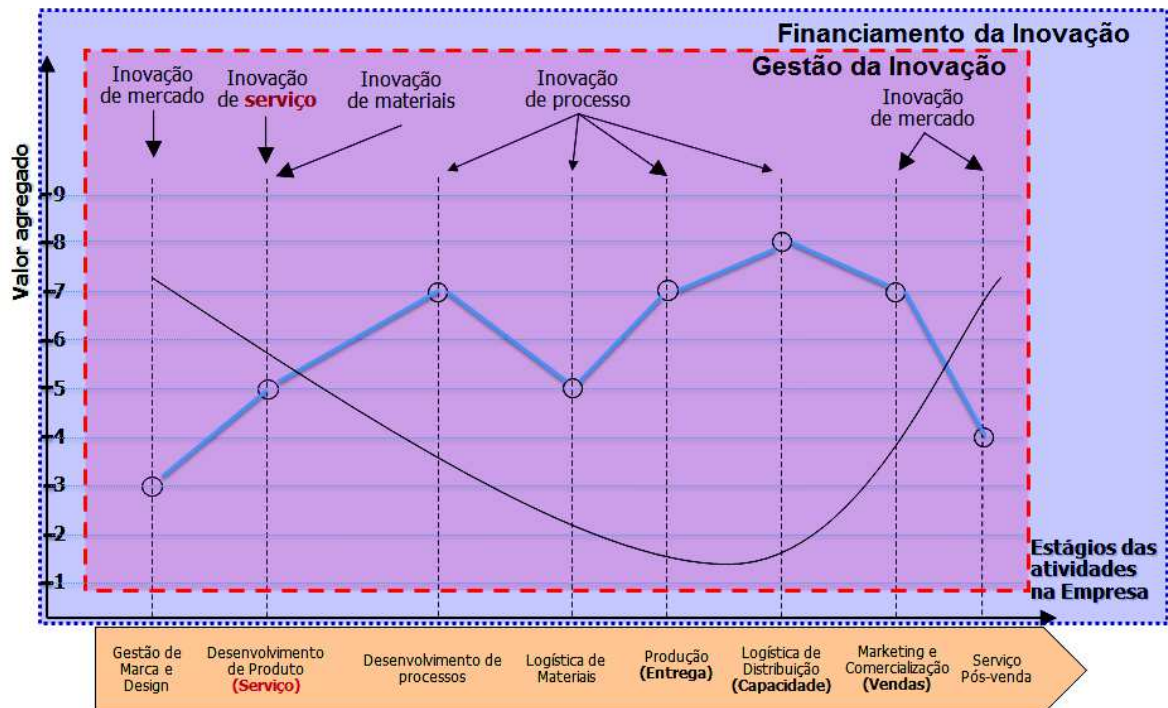 Financiamento da Inovação
Gestão da Inovação
Inovação
de mercado
Inovação
de serviço
Inovação
de materiais
Inovação
de processo
Inovação
de mercado
Valor agregado
9
8
7
6
5
4
3
2
1
Estágios das
atividades
na Empresa
Gestão de
Marca e
Design
Desenvolvimento
de Produto
(Serviço)
Desenvolvimento de
processos
Logística de
Materiais
Produção
(Entrega)
Logística de
Distribuição
(Capacidade)
Marketing e
Comercialização
(Vendas)
Serviço
Pós-venda